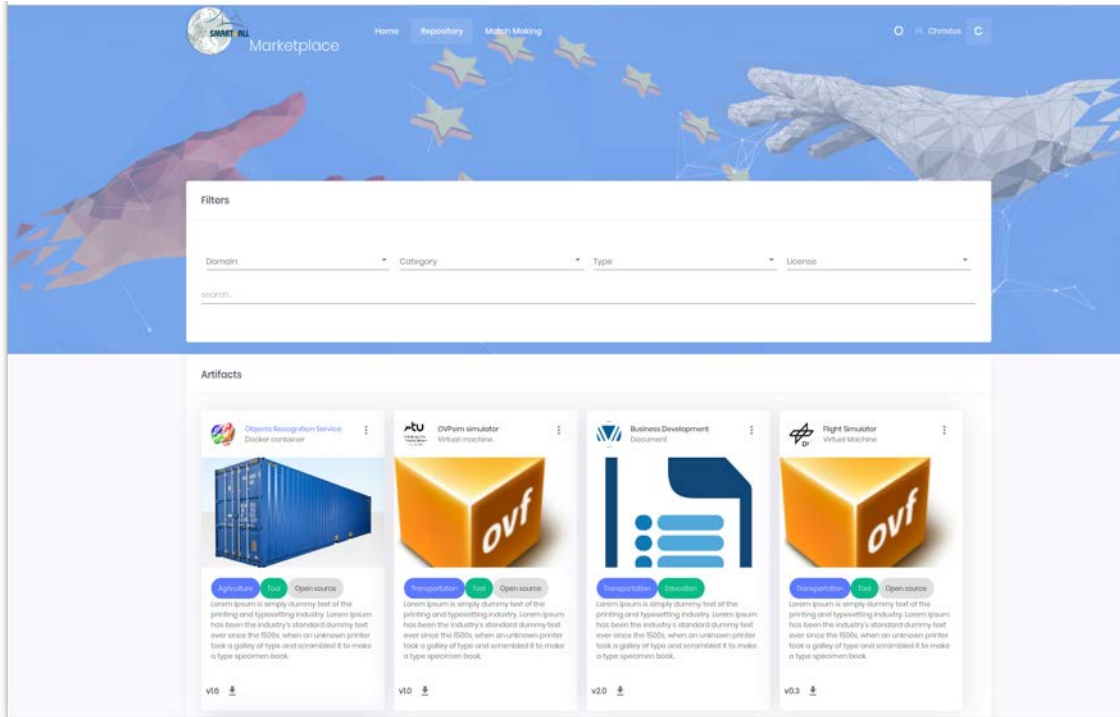 SMART ALL
Marketplace
Home Repository Match Making
Hi, Christos C
Filters
Domain Category Type License
search...
Artifacts
Objects Recognition Service
Docker container
OVPsim simulator
Virtual machine
Business Development
Document
Flight Simulator
Virtual Machine
ovf
ovf
Agriculture Tool Open source
Lorem Ipsum is simply dummy text of the
printing and typesetting industry. Lorem Ipsum
has been the industry's standard dummy text
ever since the 1500s, when an unknown printer
took a galley of type and scrambled it to make
a type specimen book.
v1.6
Transportation Tool Open source
Lorem Ipsum is simply dummy text of the
printing and typesetting industry. Lorem Ipsum
has been the industry's standard dummy text
ever since the 1500s, when an unknown printer
took a galley of type and scrambled it to make
a type specimen book.
v1.0
Transportation Education
Lorem Ipsum is simply dummy text of the
printing and typesetting industry. Lorem Ipsum
has been the industry's standard dummy text
ever since the 1500s, when an unknown printer
took a galley of type and scrambled it to make
a type specimen book.
v2.0
Transportation Tool Open source
Lorem Ipsum is simply dummy text of the
printing and typesetting industry. Lorem Ipsum
has been the industry's standard dummy text
ever since the 1500s, when an unknown printer
took a galley of type and scrambled it to make
a type specimen book.
v0.3